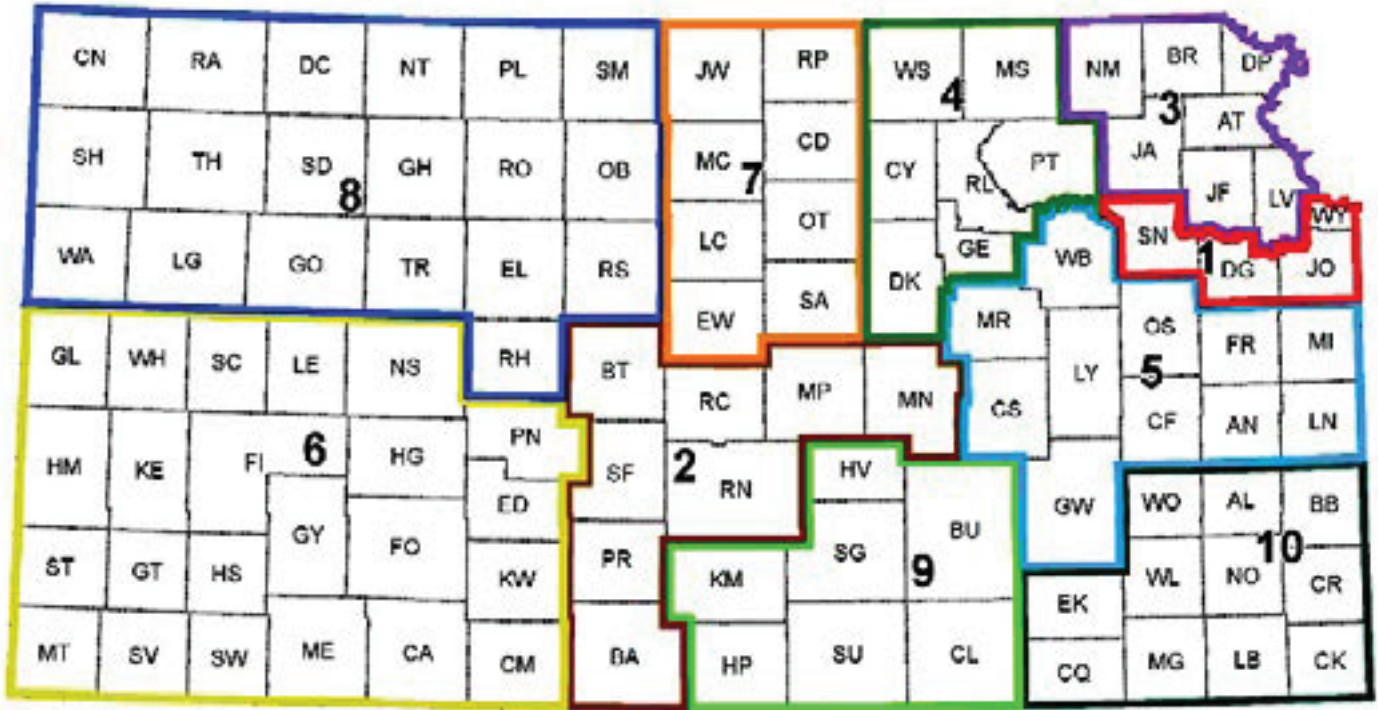 CN RA DC NT PL SM JW RP WS MS NM BR DP
4
3
AT
SH TH SD GH RO OB MC CD CY RL PT JA
8
7
JF LV WY
WA LG GO TR EL RS LC OT GE WB SN
1
DG JO
DK
EW SA MR OS
GL WH SC LE NS RH BT LY FR MI
5
RC MP MN CS
PN CF AN LN
HM KE FI 6 HG SF 2 RN HV
ED GW WO AL BB
GY FO SG BU
10
ST GT HS KW PR KM 9 WL NO CR
EK
MT SV SW ME CA CM BA HP SU CL CQ MG LB CK